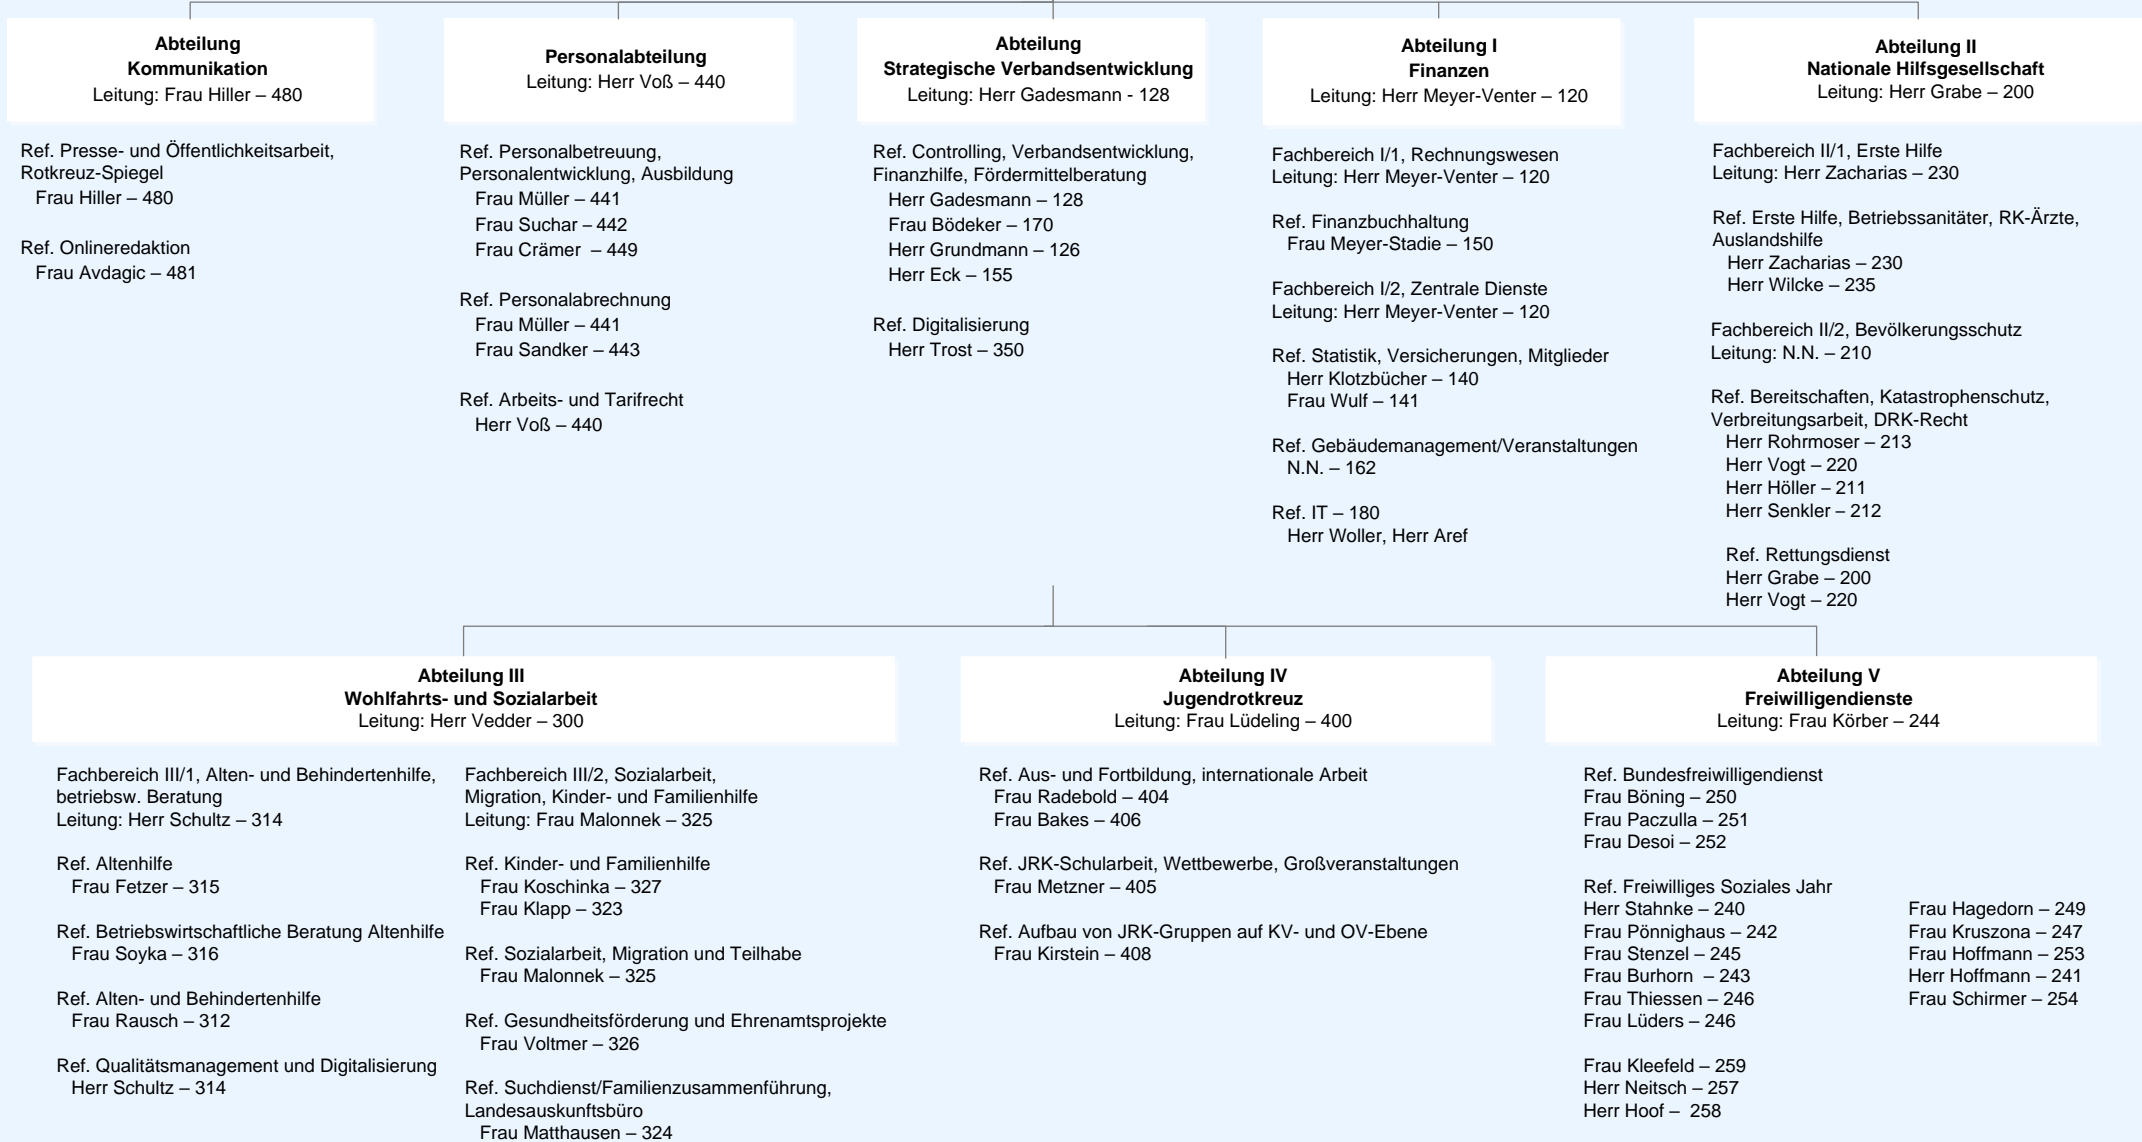 Abteilung
Kommunikation
Leitung: Frau Hiller – 480
Ref. Presse- und Öffentlichkeitsarbeit,
Rotkreuz-Spiegel
Frau Hiller – 480
Ref. Onlineredaktion
Frau Avdagic – 481
Personalabteilung
Leitung: Herr Voß – 440
Ref. Personalbetreuung,
Personalentwicklung, Ausbildung
Frau Müller – 441
Frau Suchar – 442
Frau Crämer – 449
Ref. Personalabrechnung
Frau Müller – 441
Frau Sandker – 443
Ref. Arbeits- und Tarifrecht
Herr Voß – 440
Abteilung
Strategische Verbandsentwicklung
Leitung: Herr Gadesmann - 128
Ref. Controlling, Verbandsentwicklung,
Finanzhilfe, Fördermittelberatung
Herr Gadesmann – 128
Frau Bödeker – 170
Herr Grundmann – 126
Herr Eck – 155
Ref. Digitalisierung
Herr Trost – 350
Abteilung I
Finanzen
Leitung: Herr Meyer-Venter – 120
Fachbereich I/1, Rechnungswesen
Leitung: Herr Meyer-Venter – 120
Ref. Finanzbuchhaltung
Frau Meyer-Stadie – 150
Fachbereich I/2, Zentrale Dienste
Leitung: Herr Meyer-Venter – 120
Ref. Statistik, Versicherungen, Mitglieder
Herr Klotzbücher – 140
Frau Wulf – 141
Ref. Gebäudemanagement/Veranstaltungen
N.N. – 162
Ref. IT – 180
Herr Woller, Herr Aref
Abteilung II
Nationale Hilfsgesellschaft
Leitung: Herr Grabe – 200
Fachbereich II/1, Erste Hilfe
Leitung: Herr Zacharias – 230
Ref. Erste Hilfe, Betriebssanitäter, RK-Ärzte,
Auslandshilfe
Herr Zacharias – 230
Herr Wilcke – 235
Fachbereich II/2, Bevölkerungsschutz
Leitung: N.N. – 210
Ref. Bereitschaften, Katastrophenschutz,
Verbreitungsarbeit, DRK-Recht
Herr Rohrmoser – 213
Herr Vogt – 220
Herr Höller – 211
Herr Senkler – 212
Ref. Rettungsdienst
Herr Grabe – 200
Herr Vogt – 220
Abteilung III
Wohlfahrts- und Sozialarbeit
Leitung: Herr Vedder – 300
Fachbereich III/1, Alten- und Behindertenhilfe,
betriebsw. Beratung
Leitung: Herr Schultz – 314
Ref. Altenhilfe
Frau Fetzer – 315
Ref. Betriebswirtschaftliche Beratung Altenhilfe
Frau Soyka – 316
Ref. Alten- und Behindertenhilfe
Frau Rausch – 312
Ref. Qualitätsmanagement und Digitalisierung
Herr Schultz – 314
Fachbereich III/2, Sozialarbeit,
Migration, Kinder- und Familienhilfe
Leitung: Frau Malonnek – 325
Ref. Kinder- und Familienhilfe
Frau Koschinka – 327
Frau Klapp – 323
Ref. Sozialarbeit, Migration und Teilhabe
Frau Malonnek – 325
Ref. Gesundheitsförderung und Ehrenamtsprojekte
Frau Voltmer – 326
Ref. Suchdienst/Familienzusammenführung,
Landesauskunftsbüro
Frau Matthausen – 324
Abteilung IV
Jugendrotkreuz
Leitung: Frau Lüdeling – 400
Ref. Aus- und Fortbildung, internationale Arbeit
Frau Radebold – 404
Frau Bakes – 406
Ref. JRK-Schularbeit, Wettbewerbe, Großveranstaltungen
Frau Metzner – 405
Ref. Aufbau von JRK-Gruppen auf KV- und OV-Ebene
Frau Kirstein – 408
Abteilung V
Freiwilligendienste
Leitung: Frau Körber – 244
Ref. Bundesfreiwilligendienst
Frau Böning – 250
Frau Paczulla – 251
Frau Desoi – 252
Ref. Freiwilliges Soziales Jahr
Herr Stahnke – 240
Frau Pönnighaus – 242
Frau Stenzel – 245
Frau Burhorn – 243
Frau Thiessen – 246
Frau Lüders – 246
Frau Kleefeld – 259
Herr Neitsch – 257
Herr Hoof – 258
Frau Hagedorn – 249
Frau Kruszona – 247
Frau Hoffmann – 253
Herr Hoffmann – 241
Frau Schirmer – 254